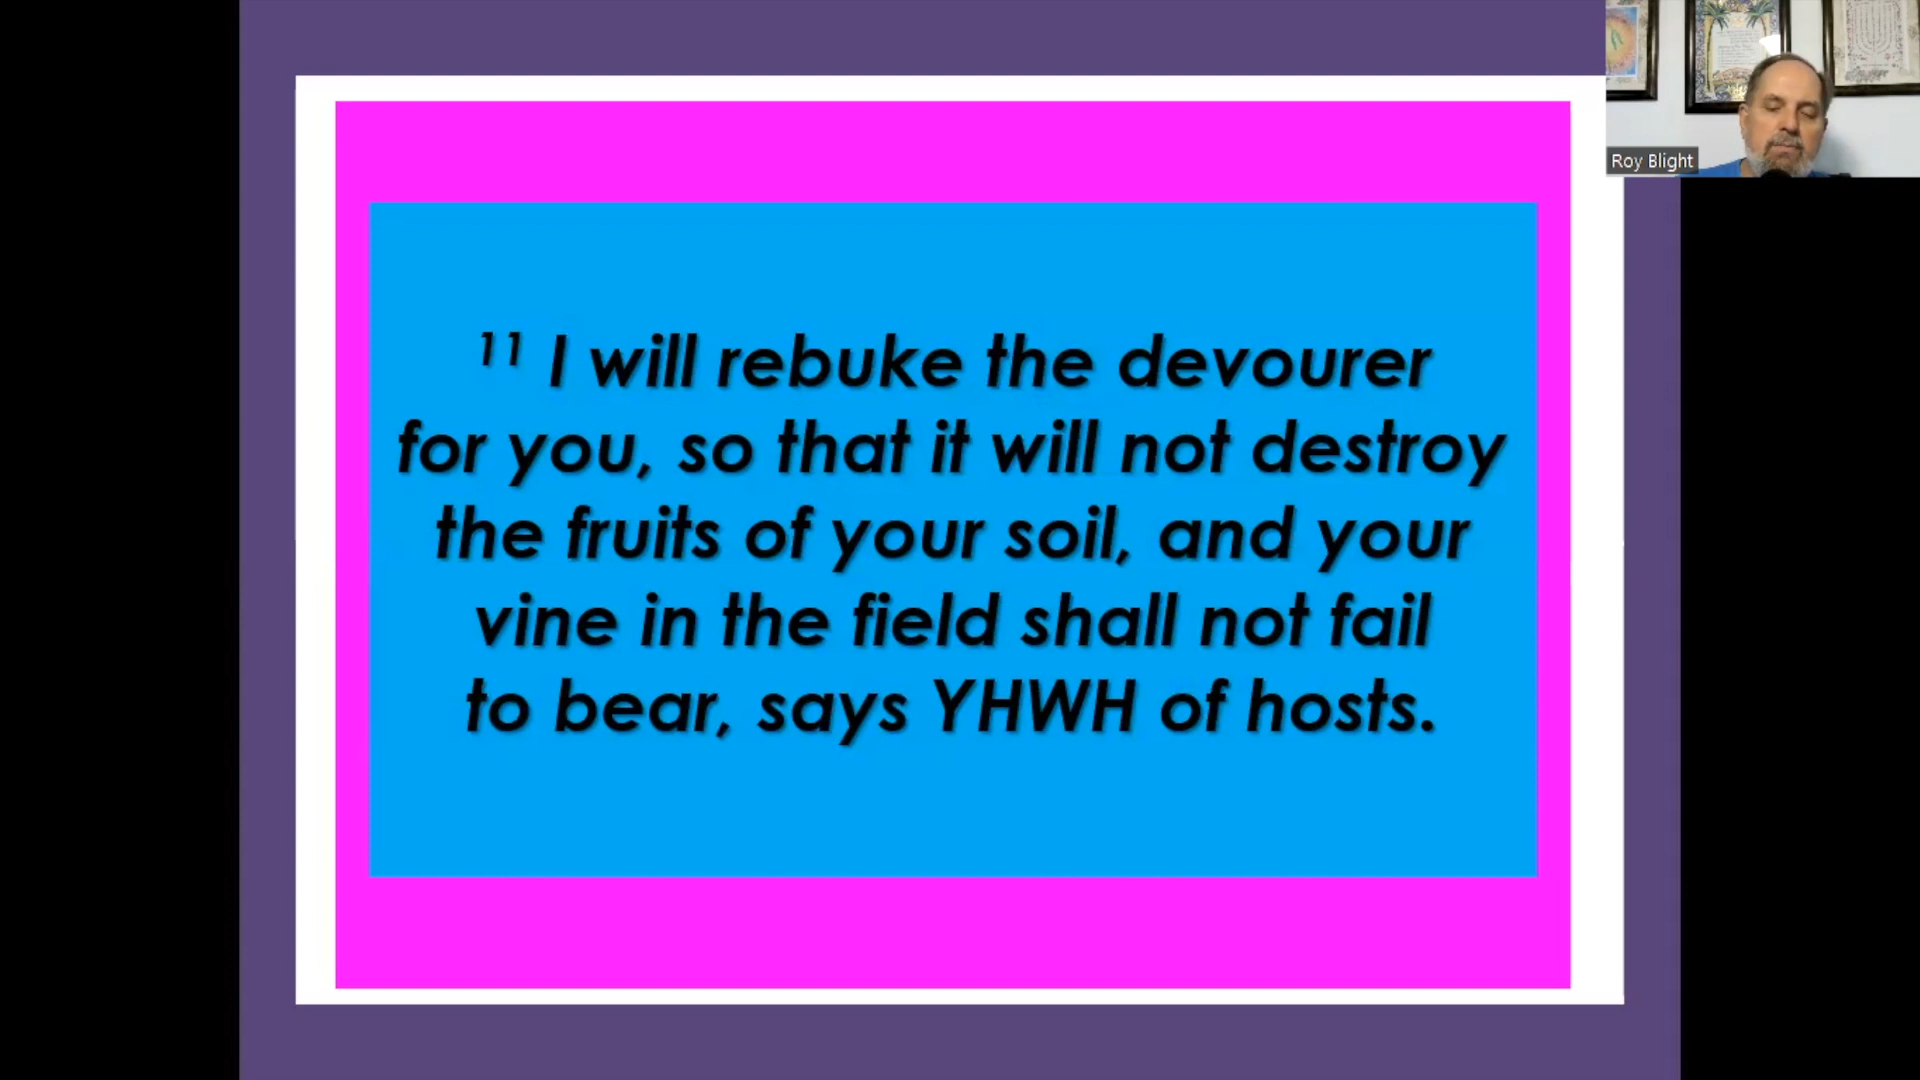 11 I will rebuke the devourer
for you, so that it will not destroy
the fruits of your soil, and your
vine in the field shall not fail
to bear, says YHWH of hosts.
Roy Blight